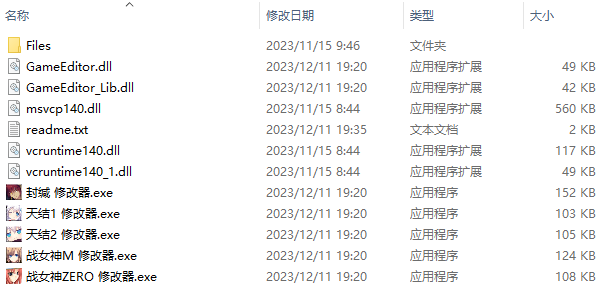 名称 修改日期 类型 大小
Files 2023/11/15 9:46 文件夹
GameEditor.dll 2023/12/11 19:20 应用程序扩展 49 KB
GameEditor_Lib.dll 2023/12/11 19:20 应用程序扩展 42 KB
msvcp140.dll 2023/11/15 8:44 应用程序扩展 560 KB
readme.txt 2023/12/11 19:35 文本文档 2 KB
vcruntime140.dll 2023/11/15 8:44 应用程序扩展 117 KB
vcruntime140_1.dll 2023/11/15 8:44 应用程序扩展 49 KB
封缄 修改器.exe 2023/12/11 19:20 应用程序 152 KB
天结1 修改器.exe 2023/12/11 19:20 应用程序 103 KB
天结2 修改器.exe 2023/12/11 19:20 应用程序 105 KB
战女神M 修改器.exe 2023/12/11 19:20 应用程序 124 KB
战女神ZERO 修改器.exe 2023/12/11 19:20 应用程序 108 KB